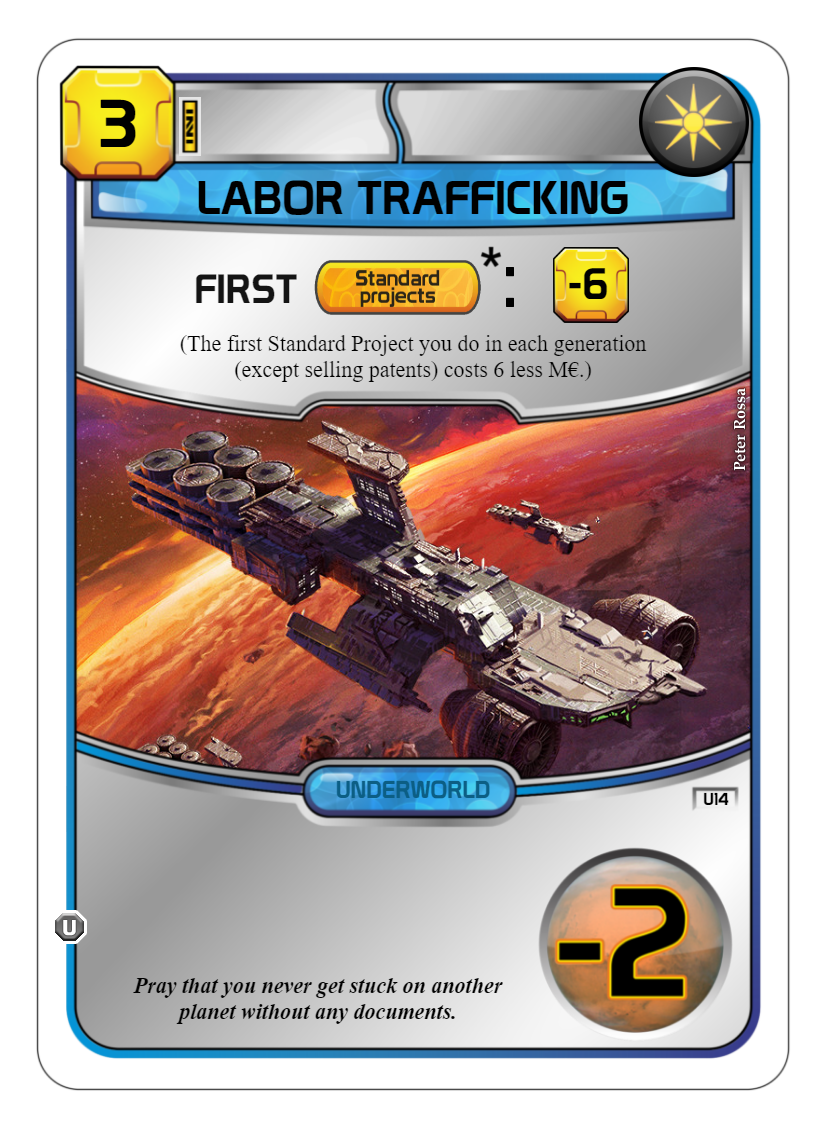 3
LABOR TRAFFICKING
FIRST Standard projects *: -6
(The first Standard Project you do in each generation
(except selling patents) costs 6 less M€.)
Peter Rossa
UNDERWORLD
U14
U
-2
Pray that you never get stuck on another
planet without any documents.